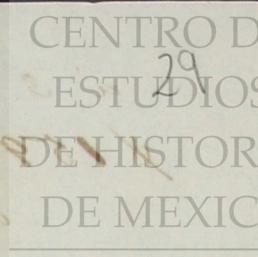 CENTRO D
29
ESTUDIOS
DE HISTOR
DE MEXIC